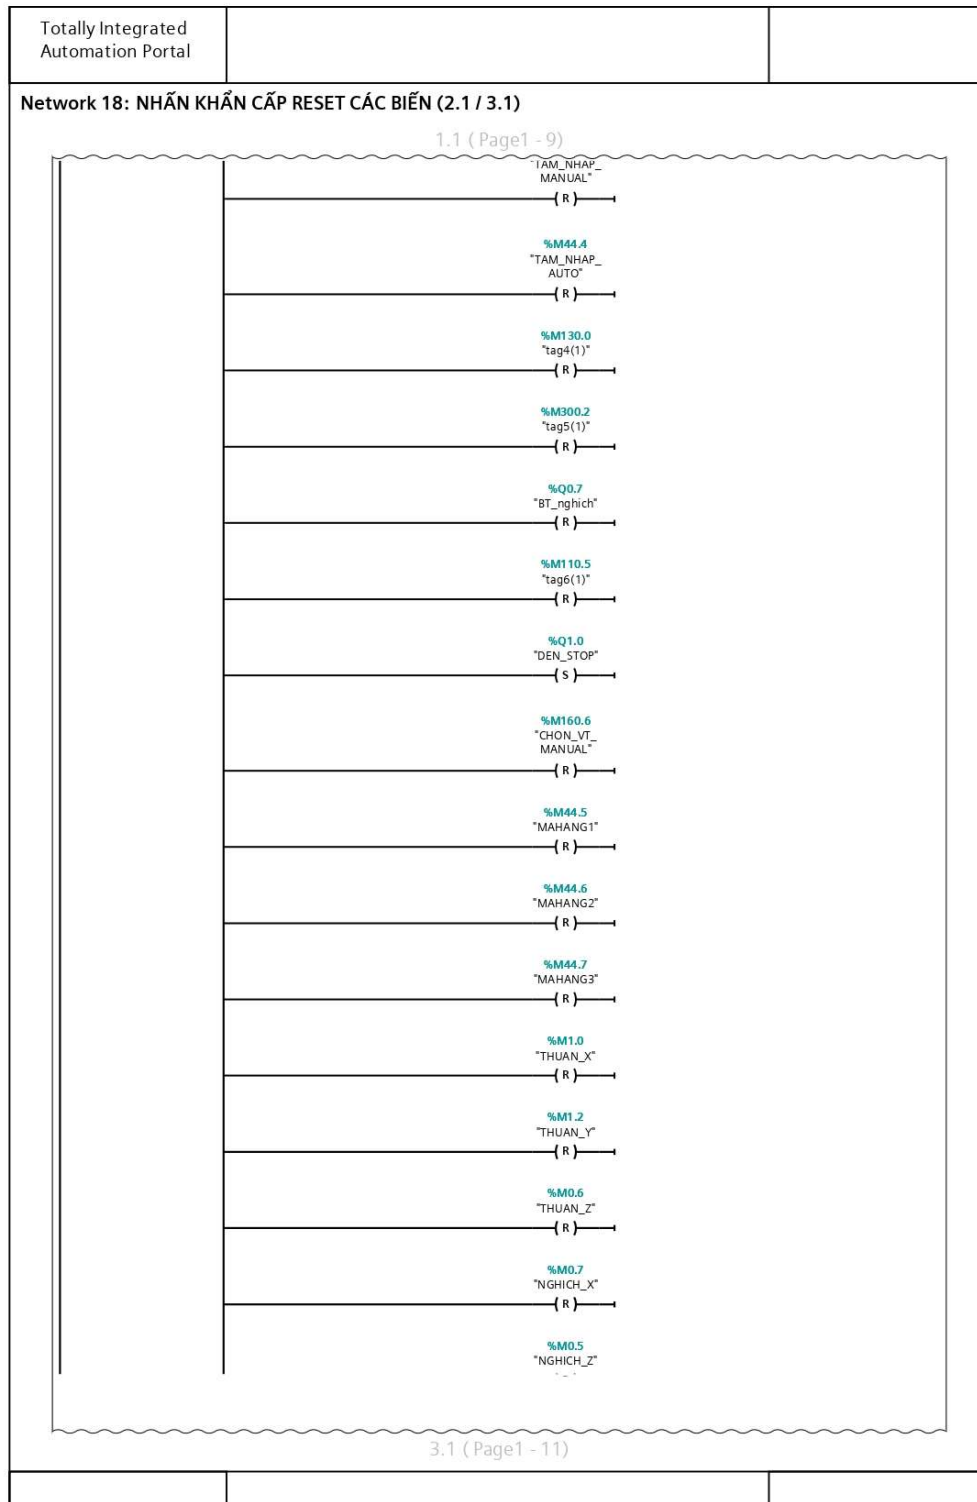 Totally Integrated
Automation Portal
Network 18: NHẤN KHẨN CẤP RESET CÁC BIẾN (2.1 / 3.1)
1.1 ( Page1 - 9)
"TAM_NHAP_
MANUAL"
( R )
%M44.4
"TAM_NHAP_
AUTO"
( R )
%M130.0
"tag4(1)"
( R )
%M300.2
"tag5(1)"
( R )
%Q0.7
"BT_nghich"
( R )
%M110.5
"tag6(1)"
( R )
%Q1.0
"DEN_STOP"
( S )
%M160.6
"CHON_VT_
MANUAL"
( R )
%M44.5
"MAHANG1"
( R )
%M44.6
"MAHANG2"
( R )
%M44.7
"MAHANG3"
( R )
%M1.0
"THUAN_X"
( R )
%M1.2
"THUAN_Y"
( R )
%M0.6
"THUAN_Z"
( R )
%M0.7
"NGHICH_X"
( R )
%M0.5
"NGHICH_Z"
3.1 ( Page1 - 11)